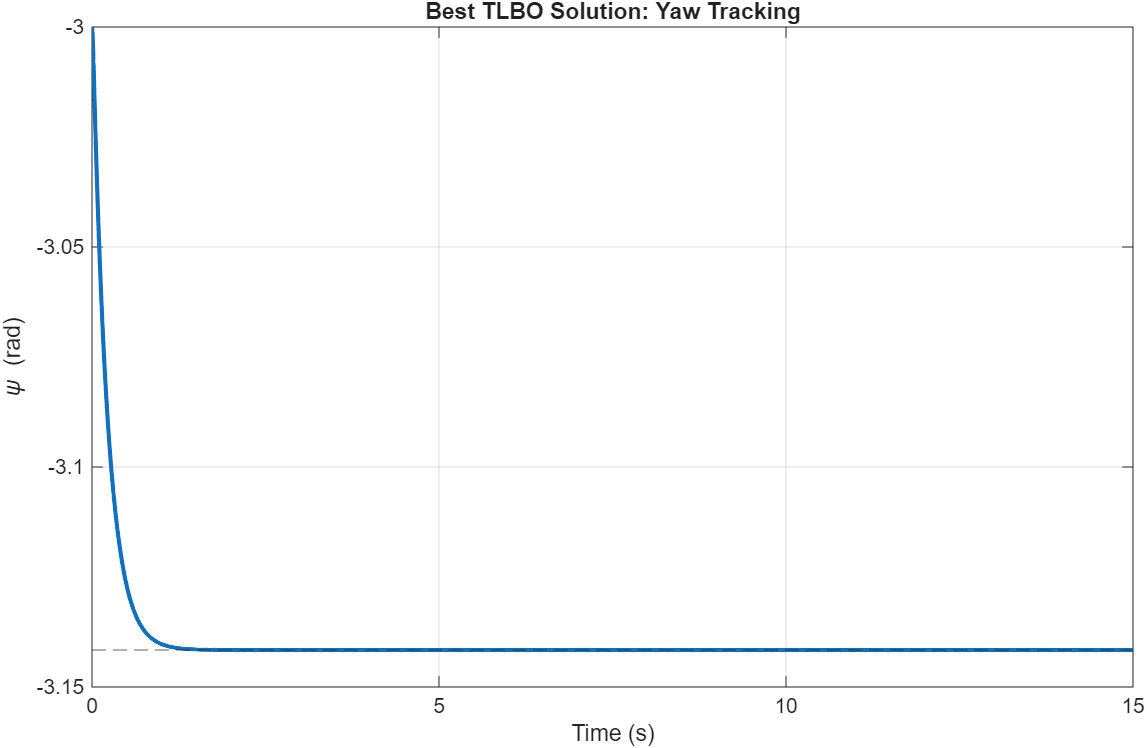 Best TLBO Solution: Yaw Tracking
-3
-3.05
-3.1
-3.15
ψ (rad)
0
5
10
15
Time (s)